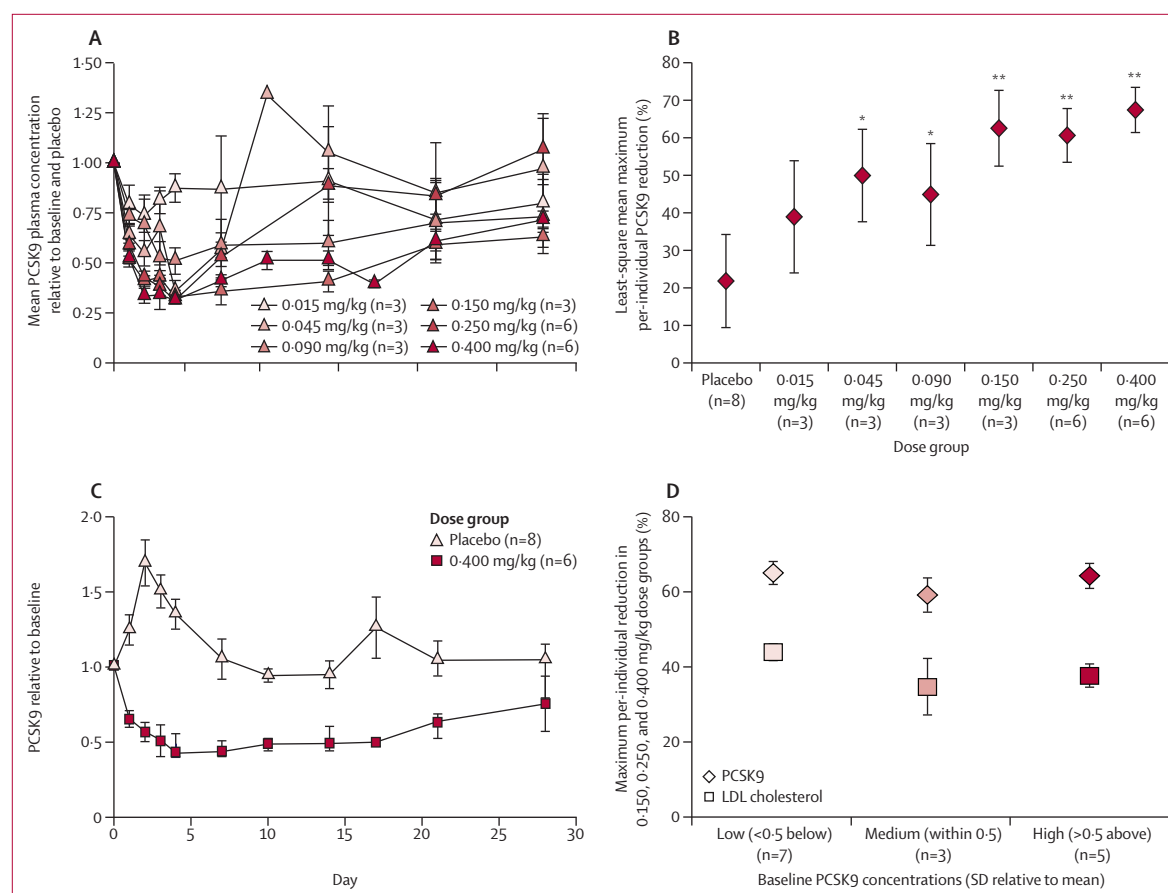 A
Mean PCSK9 plasma concentration
relative to baseline and placebo
1·50
1·25
1·00
0·75
0·50
0·25
0
0·015 mg/kg (n=3)
0·045 mg/kg (n=3)
0·090 mg/kg (n=3)
0·150 mg/kg (n=3)
0·250 mg/kg (n=6)
0·400 mg/kg (n=6)
B
Least-square mean maximum
per-individual PCSK9 reduction (%)
80
70
60
50
40
30
20
10
0
*
*
**
**
**
Placebo
(n=8)
0·015
mg/kg
(n=3)
0·045
mg/kg
(n=3)
0·090
mg/kg
(n=3)
0·150
mg/kg
(n=3)
0·250
mg/kg
(n=6)
0·400
mg/kg
(n=6)
Dose group
C
PCSK9 relative to baseline
2·0
1·5
1·0
0·5
0
Dose group
Placebo (n=8)
0·400 mg/kg (n=6)
0
5
10
15
20
25
30
Day
D
Maximum per-individual reduction in
0·150, 0·250, and 0·400 mg/kg dose groups (%)
80
60
40
20
0
PCSK9
LDL cholesterol
Low (<0·5 below)
(n=7)
Medium (within 0·5)
(n=3)
High (>0·5 above)
(n=5)
Baseline PCSK9 concentrations (SD relative to mean)